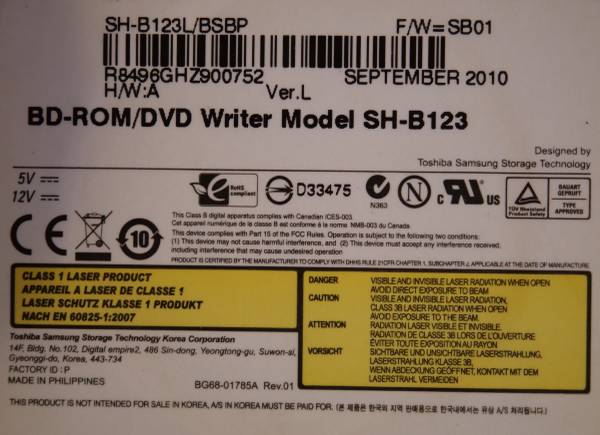 SH-B123L/BSBP F/W=SB01
R8496GHZ900752 SEPTEMBER 2010
H/W:A Ver.L
BD-ROM/DVD Writer Model SH-B123
Designed by
Toshiba Samsung Storage Technology
5V
12V
RoHS
compliant
D33475
N363
N
c UL US
TÜV Rheinland
Product Safety
BAUART
GEPRÜFT
TYPE
APPROVED
CE
10
This Class B digital apparatus complies with Canadian ICES-003.
Cet appareil numérique de la classe B est conforme à la norme NMB-003 du Canada.
This device complies with Part 15 of the FCC Rules. Operation is subject to the following two conditions:
(1) This device may not cause harmful interference, and (2) This device must accept any interference received,
including interference that may cause undesired operation
PRODUCT IS CERTIFIED BY THE MANUFACTURER TO COMPLY WITH DHHS RULE 21CFR CHAPTER 1, SUBCHAPTER J, APPLICABLE AT THE DATE OF MANUFACTURE
CLASS 1 LASER PRODUCT
APPAREIL A LASER DE CLASSE 1
LASER SCHUTZ KLASSE 1 PRODUKT
NACH EN 60825-1:2007
DANGER VISIBLE AND INVISIBLE LASER RADIATION WHEN OPEN
AVOID DIRECT EXPOSURE TO BEAM
CAUTION VISIBLE AND INVISIBLE LASER RADIATION,
CLASS 3B LASER RADIATION WHEN OPEN
AVOID EXPOSURE TO THE BEAM.
ATTENTION RADIATION LASER VISIBLE ET INVISIBLE.
RADIATION DE CLASSE 3B LORS DE L'OUVERTURE
ÉVITER TOUTE EXPOSITION AU RAYON
VORSICHT SICHTBARE UND UNSICHTBARE LASERSTRAHLUNG,
LASERSTRAHLUNG KLASSE 3B,
WENN ABDECKUNG GEÖFFNET, KONTAKT MIT DEM
LASERSTRAHL VERMEIDEN
Toshiba Samsung Storage Technology Korea Corporation
14F, Bldg. No.102, Digital empire2, 486 Sin-dong, Yeongtong-gu, Suwon-si,
Gyeonggi-do, Korea, 443-734
FACTORY ID : P
MADE IN PHILIPPINES BG68-01785A Rev.01
THIS PRODUCT IS NOT INTENDED FOR SALE IN KOREA, A/S IN KOREA MUST BE PAID FOR. (본 제품은 한국외 지역 판매용으로 한국내에서는 유상 A/S 처리됩니다.)